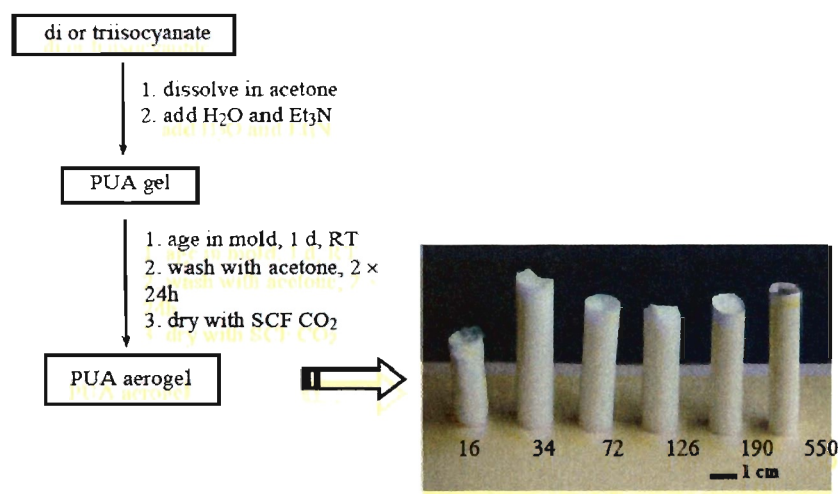 di or triisocyanate
1. dissolve in acetone
2. add H₂O and Et₃N
PUA gel
1. age in mold, 1 d, RT
2. wash with acetone, 2 ×
24h
3. dry with SCF CO₂
PUA aerogel
16 34 72 126 190 550
1 cm